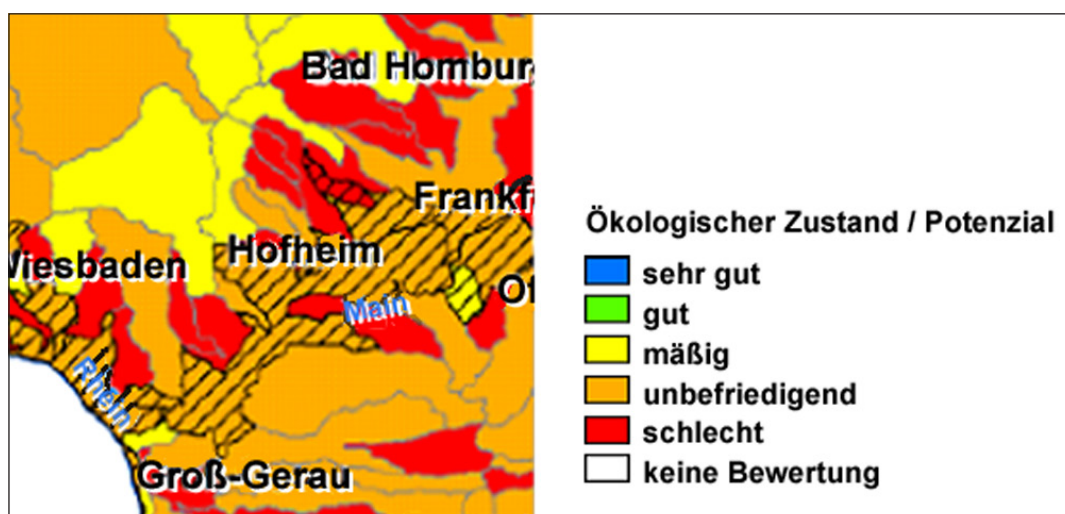 Bad Hombur
Frankf
Hofheim
Wiesbaden
Of
Main
Rhein
Groß-Gerau
Ökologischer Zustand / Potenzial
sehr gut
gut
mäßig
unbefriedigend
schlecht
keine Bewertung